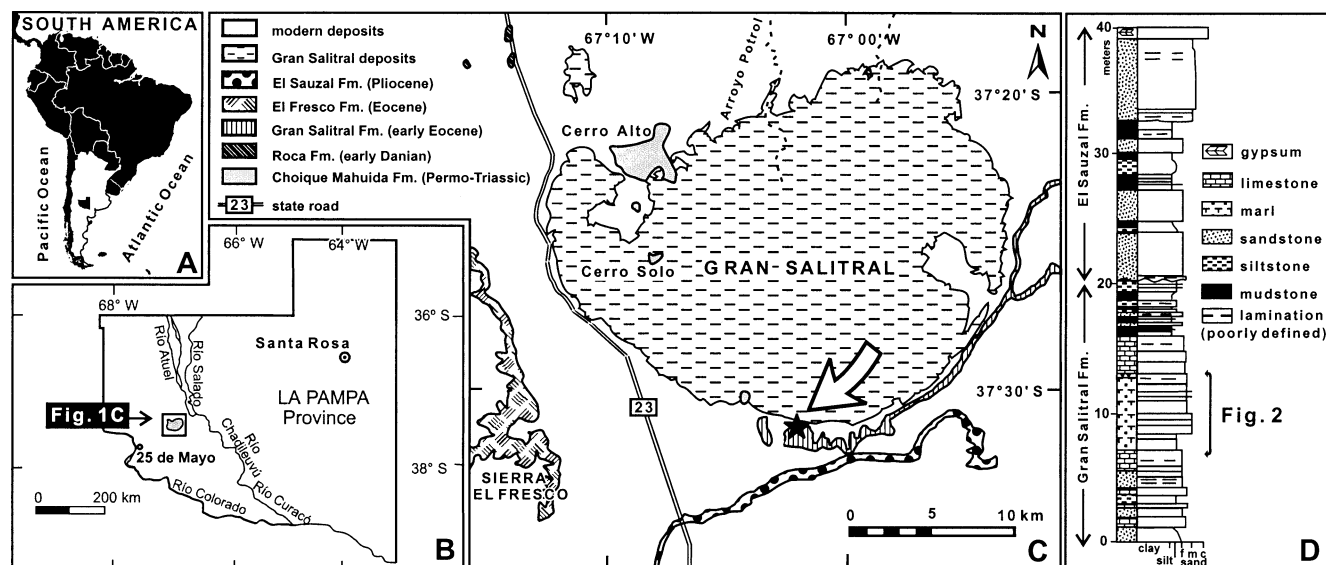 SOUTH AMERICA
Pacific Ocean
Atlantic Ocean
A
modern deposits
Gran Salitral deposits
El Sauzal Fm. (Pliocene)
El Fresco Fm. (Eocene)
Gran Salitral Fm. (early Eocene)
Roca Fm. (early Danian)
Choique Mahuida Fm. (Permo-Triassic)
23 state road
66° W
64° W
68° W
36° S
38° S
Río Atuel
Río Salado
Santa Rosa
LA PAMPA
Province
Fig. 1C
Río
Chadileuvú
25 de Mayo
Río Colorado
Río Curacó
0 200 km
B
67°10' W
67°00' W
N
37°20' S
37°30' S
Arroyo Potrol
Cerro Alto
Cerro Solo
GRAN SALITRAL
23
SIERRA
EL FRESCO
0 5 10 km
C
40
meters
30
20
10
0
El Sauzal Fm.
Gran Salitral Fm.
clay
silt
f m c
sand
gypsum
limestone
marl
sandstone
siltstone
mudstone
lamination
(poorly defined)
Fig. 2
D